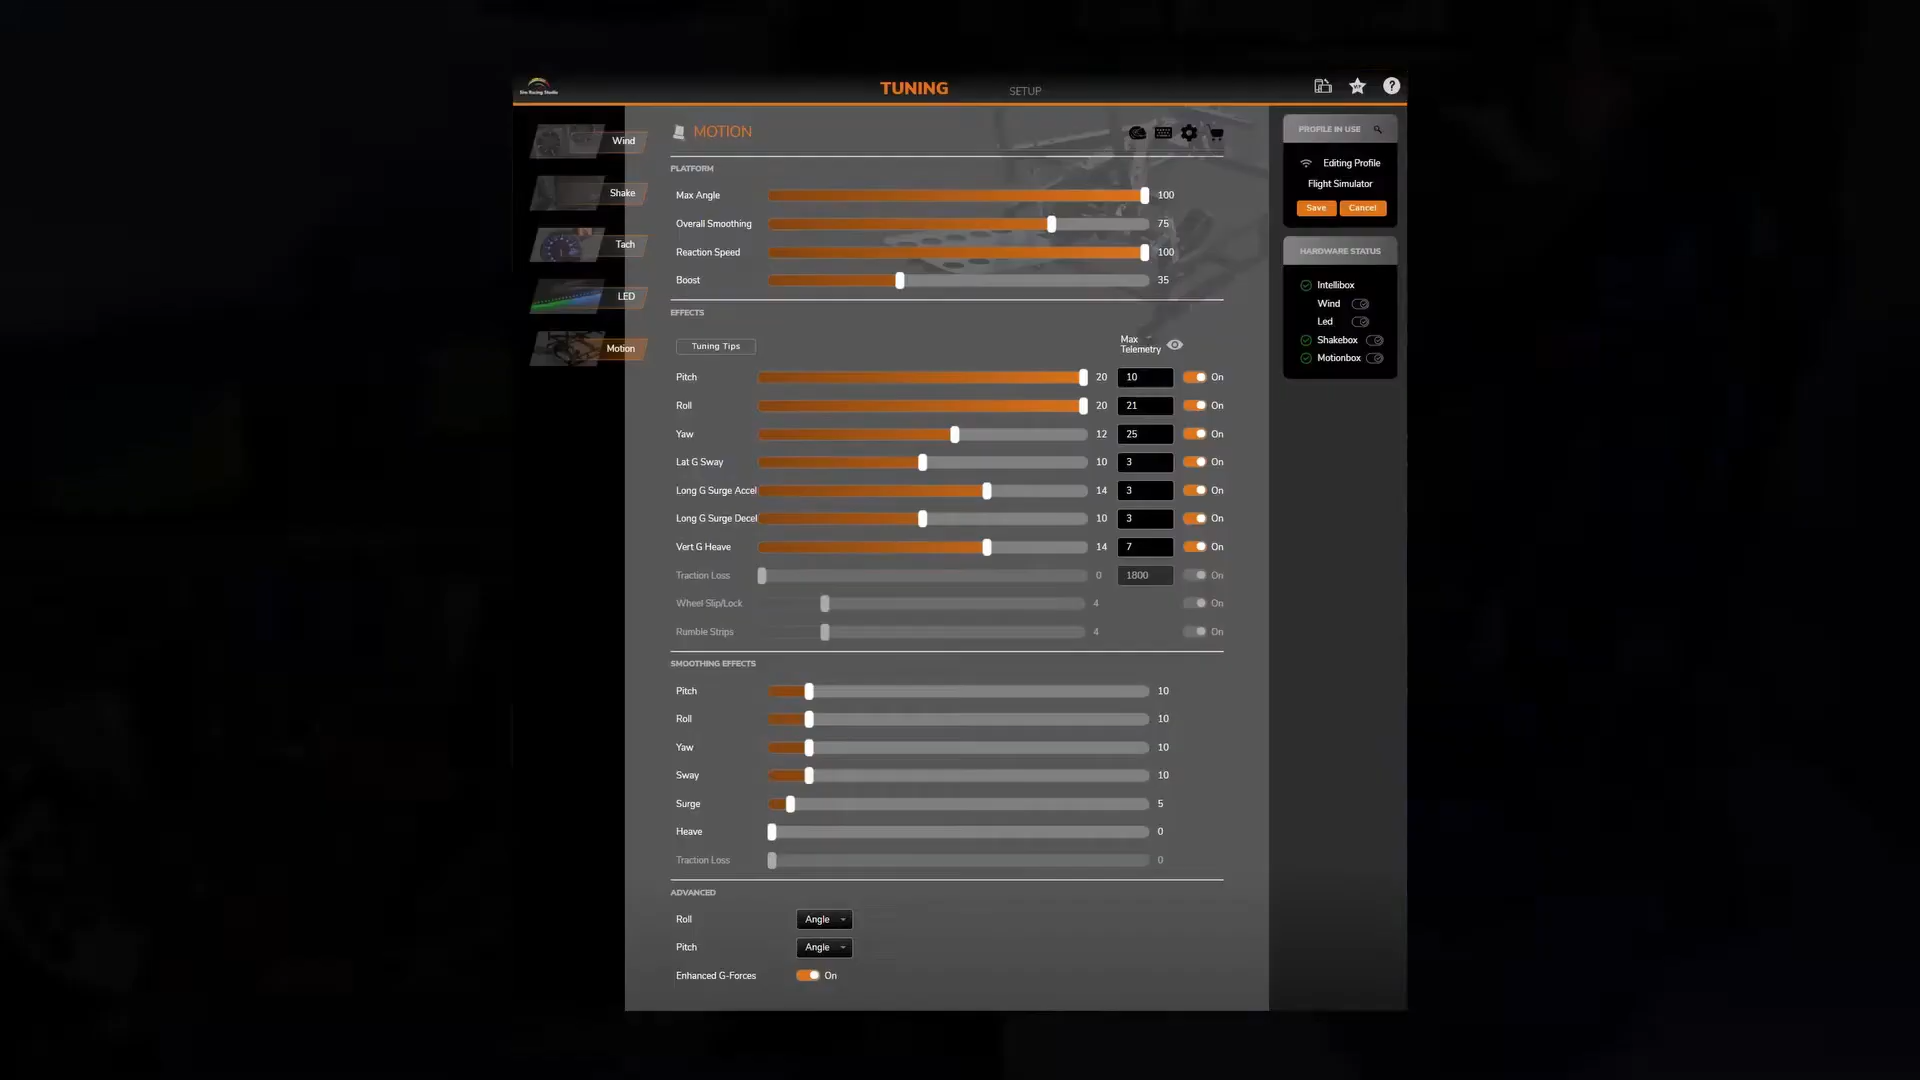 Sim Racing Studio
TUNING
SETUP
?
Wind
Shake
Tach
LED
Motion
MOTION
PLATFORM
Max Angle 100
Overall Smoothing 75
Reaction Speed 100
Boost 35
EFFECTS
Tuning Tips
Max
Telemetry
Pitch 20 10 On
Roll 20 21 On
Yaw 12 25 On
Lat G Sway 10 3 On
Long G Surge Accel 14 3 On
Long G Surge Decel 10 3 On
Vert G Heave 14 7 On
Traction Loss 0 1800 On
Wheel Slip/Lock 4 On
Rumble Strips 4 On
SMOOTHING EFFECTS
Pitch 10
Roll 10
Yaw 10
Sway 10
Surge 5
Heave 0
Traction Loss 0
ADVANCED
Roll Angle
Pitch Angle
Enhanced G-Forces On
PROFILE IN USE
Editing Profile
Flight Simulator
Save Cancel
HARDWARE STATUS
Intellibox
Wind
Led
Shakebox
Motionbox